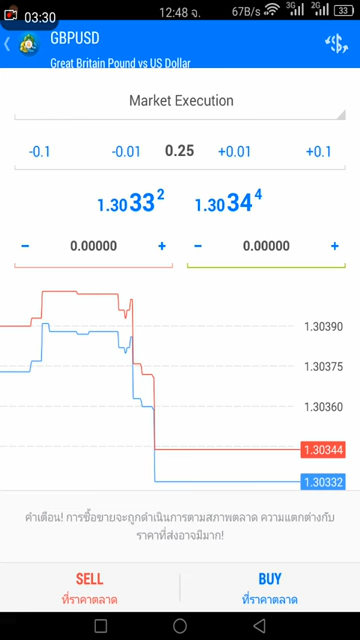 03:30
12:48 จ.
67B/s
3G
2G
33
GBPUSD
Great Britain Pound vs US Dollar
Market Execution
-0.1 -0.01 0.25 +0.01 +0.1
1.30332 1.30344
− 0.00000 + − 0.00000 +
1.30390
1.30375
1.30360
1.30344
1.30332
คำเตือน! การซื้อขายจะถูกดำเนินการตามสภาพตลาด ความแตกต่างกับ
ราคาที่ส่งอาจมีมาก!
SELL
ที่ราคาตลาด
BUY
ที่ราคาตลาด